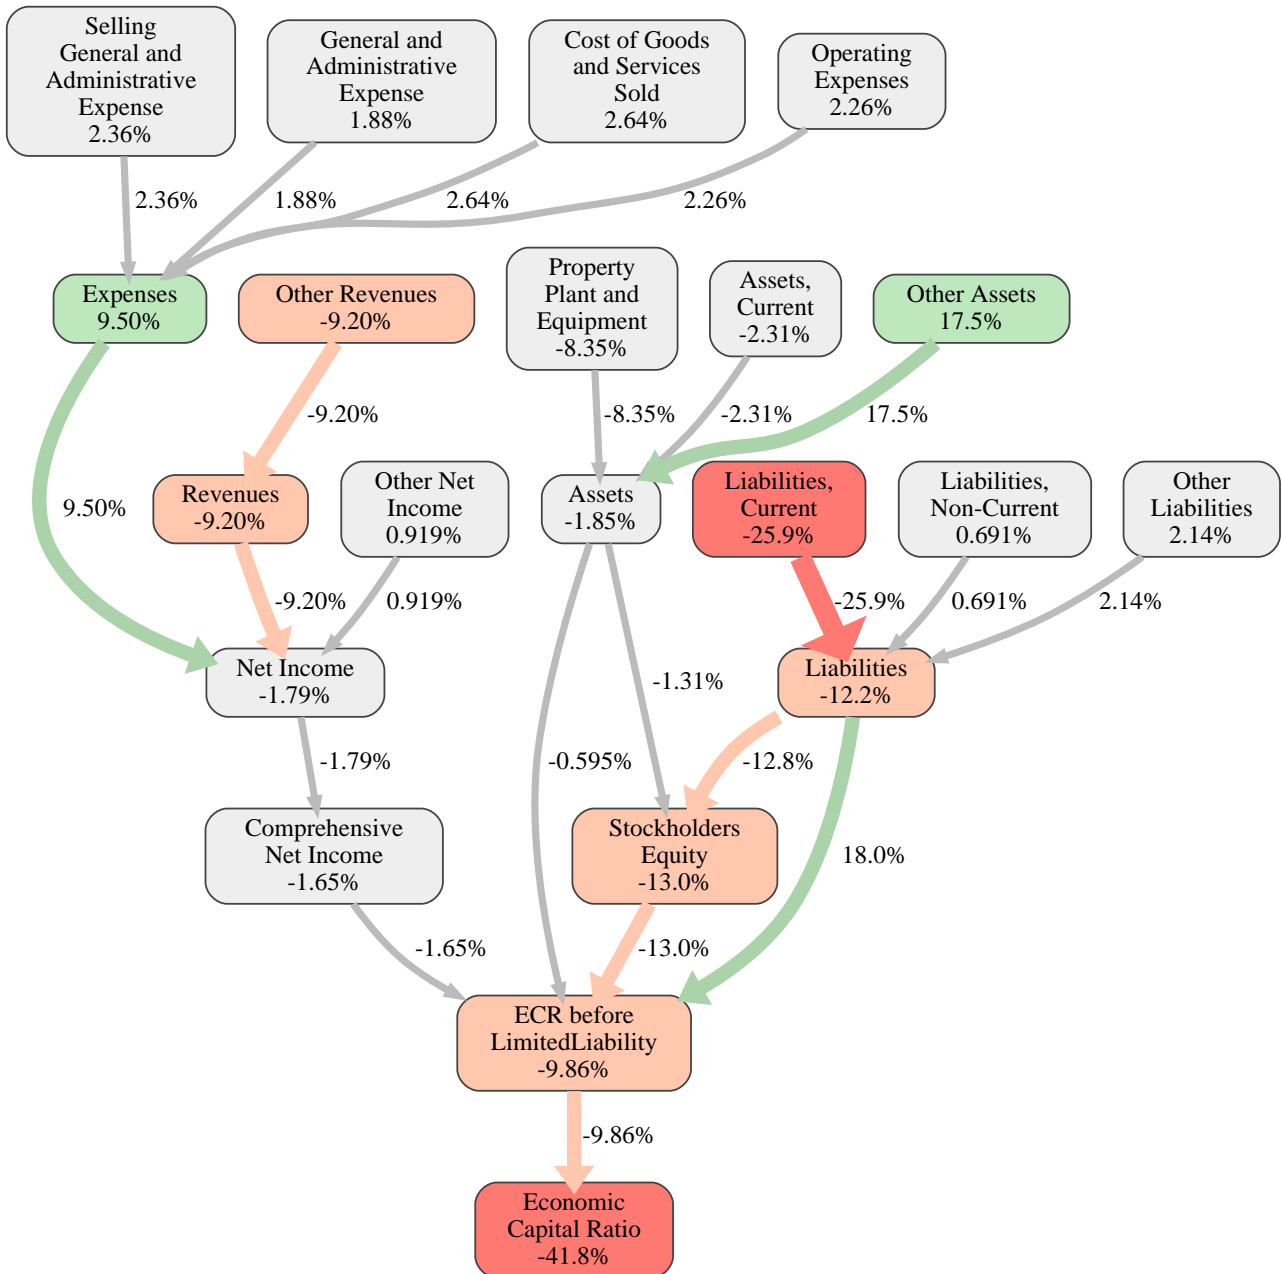 Selling
General and
Administrative
Expense
2.36%
General and
Administrative
Expense
1.88%
Cost of Goods
and Services
Sold
2.64%
Operating
Expenses
2.26%
2.36%
1.88%
2.64%
2.26%
Expenses
9.50%
Other Revenues
-9.20%
Property
Plant and
Equipment
-8.35%
Assets,
Current
-2.31%
Other Assets
17.5%
-9.20%
-8.35%
-2.31%
17.5%
9.50%
Revenues
-9.20%
Other Net
Income
0.919%
Assets
-1.85%
Liabilities,
Current
-25.9%
Liabilities,
Non-Current
0.691%
Other
Liabilities
2.14%
-9.20%
0.919%
-25.9%
0.691%
2.14%
Net Income
-1.79%
-1.31%
Liabilities
-12.2%
-1.79%
-0.595%
-12.8%
Comprehensive
Net Income
-1.65%
Stockholders
Equity
-13.0%
18.0%
-1.65%
-13.0%
ECR before
LimitedLiability
-9.86%
-9.86%
Economic
Capital Ratio
-41.8%